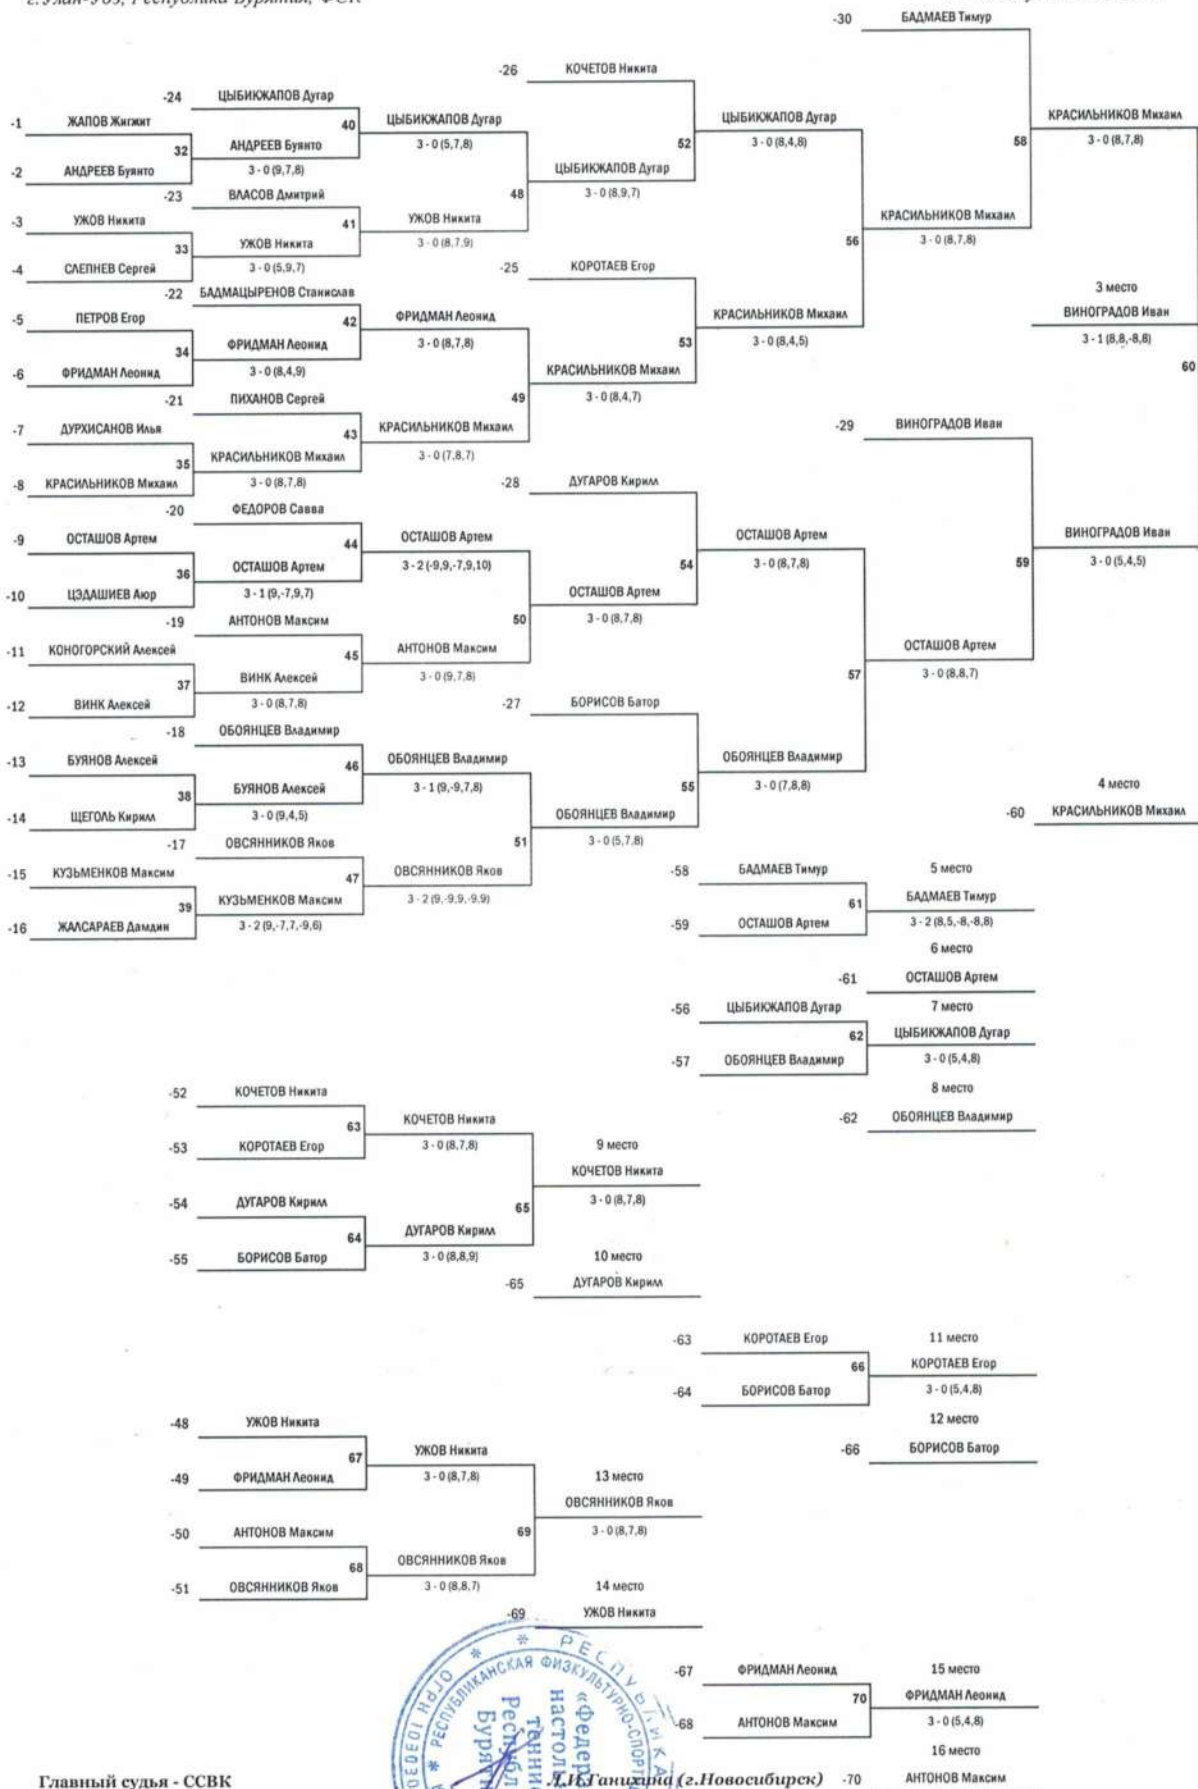 г. Улан-Удэ, Республика Бурятия, ФСК
-30 БАДМАЕВ Тимур
-26 КОЧЕТОВ Никита
-24 ЦЫБИКЖАПОВ Дугар
-1 ЖАПОВ Жигжит
40 ЦЫБИКЖАПОВ Дугар
ЦЫБИКЖАПОВ Дугар
КРАСИЛЬНИКОВ Михаил
32 АНДРЕЕВ Буянто
3 - 0 (5,7,8)
52
3 - 0 (8,4,8)
58
3 - 0 (8,7,8)
-2 АНДРЕЕВ Буянто
3 - 0 (9,7,8)
ЦЫБИКЖАПОВ Дугар
-23 ВЛАСОВ Дмитрий
48
3 - 0 (8,9,7)
-3 УЖОВ Никита
41
УЖОВ Никита
КРАСИЛЬНИКОВ Михаил
33 УЖОВ Никита
3 - 0 (8,7,9)
56
3 - 0 (8,7,8)
-4 СЛЕПНЕВ Сергей
3 - 0 (5,9,7)
-25 КОРОТАЕВ Егор
-22 БАДМАЦЫРЕНОВ Станислав
3 место
-5 ПЕТРОВ Егор
42 ФРИДМАН Леонид
КРАСИЛЬНИКОВ Михаил
ВИНОГРАДОВ Иван
34 ФРИДМАН Леонид
3 - 0 (8,7,8)
53
3 - 0 (8,4,5)
3 - 1 (8,8,-8,8)
-6 ФРИДМАН Леонид
3 - 0 (8,4,9)
КРАСИЛЬНИКОВ Михаил
60
-21 ПИХАНОВ Сергей
49
3 - 0 (8,4,7)
-7 ДУРХИСАНОВ Илья
43
КРАСИЛЬНИКОВ Михаил
-29 ВИНОГРАДОВ Иван
35 КРАСИЛЬНИКОВ Михаил
3 - 0 (7,8,7)
-8 КРАСИЛЬНИКОВ Михаил
3 - 0 (8,7,8)
-28 ДУГАРОВ Кирилл
-20 ФЕДОРОВ Савва
-9 ОСТАШОВ Артем
44 ОСТАШОВ Артем
ОСТАШОВ Артем
ВИНОГРАДОВ Иван
36 ОСТАШОВ Артем
3 - 2 (-9,9,-7,9,10)
54
3 - 0 (8,7,8)
59
3 - 0 (5,4,5)
-10 ЦЭДАШИЕВ Аюр
3 - 1 (9,-7,9,7)
ОСТАШОВ Артем
-19 АНТОНОВ Максим
50
3 - 0 (8,7,8)
-11 КОНОГОРСКИЙ Алексей
45 АНТОНОВ Максим
ОСТАШОВ Артем
37 ВИНК Алексей
3 - 0 (9,7,8)
57
3 - 0 (8,8,7)
-12 ВИНК Алексей
3 - 0 (8,7,8)
-27 БОРИСОВ Батор
-18 ОБОЯНЦЕВ Владимир
-13 БУЯНОВ Алексей
46 ОБОЯНЦЕВ Владимир
ОБОЯНЦЕВ Владимир
38 БУЯНОВ Алексей
3 - 1 (9,-9,7,8)
55
3 - 0 (7,8,8)
4 место
-14 ЩЕГОЛЬ Кирилл
3 - 0 (9,4,5)
ОБОЯНЦЕВ Владимир
-60 КРАСИЛЬНИКОВ Михаил
-17 ОВСЯННИКОВ Яков
51
3 - 0 (5,7,8)
-15 КУЗЬМЕНКОВ Максим
47 ОВСЯННИКОВ Яков
-58 БАДМАЕВ Тимур
5 место
39 КУЗЬМЕНКОВ Максим
3 - 2 (9,-9,9,-9,9)
61 БАДМАЕВ Тимур
-16 ЖАЛСАРАЕВ Дамдин
3 - 2 (9,-7,7,-9,6)
-59 ОСТАШОВ Артем
3 - 2 (8,5,-8,-8,8)
6 место
-61 ОСТАШОВ Артем
-56 ЦЫБИКЖАПОВ Дугар
7 место
62 ЦЫБИКЖАПОВ Дугар
-57 ОБОЯНЦЕВ Владимир
3 - 0 (5,4,8)
8 место
-52 КОЧЕТОВ Никита
-62 ОБОЯНЦЕВ Владимир
63 КОЧЕТОВ Никита
-53 КОРОТАЕВ Егор
3 - 0 (8,7,8)
9 место
КОЧЕТОВ Никита
-54 ДУГАРОВ Кирилл
65
3 - 0 (8,7,8)
64 ДУГАРОВ Кирилл
-55 БОРИСОВ Батор
3 - 0 (8,8,9)
10 место
-65 ДУГАРОВ Кирилл
-63 КОРОТАЕВ Егор
11 место
66 КОРОТАЕВ Егор
-64 БОРИСОВ Батор
3 - 0 (5,4,8)
12 место
-48 УЖОВ Никита
-66 БОРИСОВ Батор
67 УЖОВ Никита
-49 ФРИДМАН Леонид
3 - 0 (8,7,8)
13 место
ОВСЯННИКОВ Яков
-50 АНТОНОВ Максим
69
3 - 0 (8,7,8)
68 ОВСЯННИКОВ Яков
-51 ОВСЯННИКОВ Яков
3 - 0 (8,8,7)
14 место
-69 УЖОВ Никита
-67 ФРИДМАН Леонид
15 место
70 ФРИДМАН Леонид
-68 АНТОНОВ Максим
3 - 0 (5,4,8)
16 место
Главный судья - ССВК
Л.И.Ганихина (г.Новосибирск)
-70 АНТОНОВ Максим
РЕСПУБЛИКА
РЕСПУБЛИКАНСКАЯ ФИЗКУЛЬТУРНО-СПОРТ